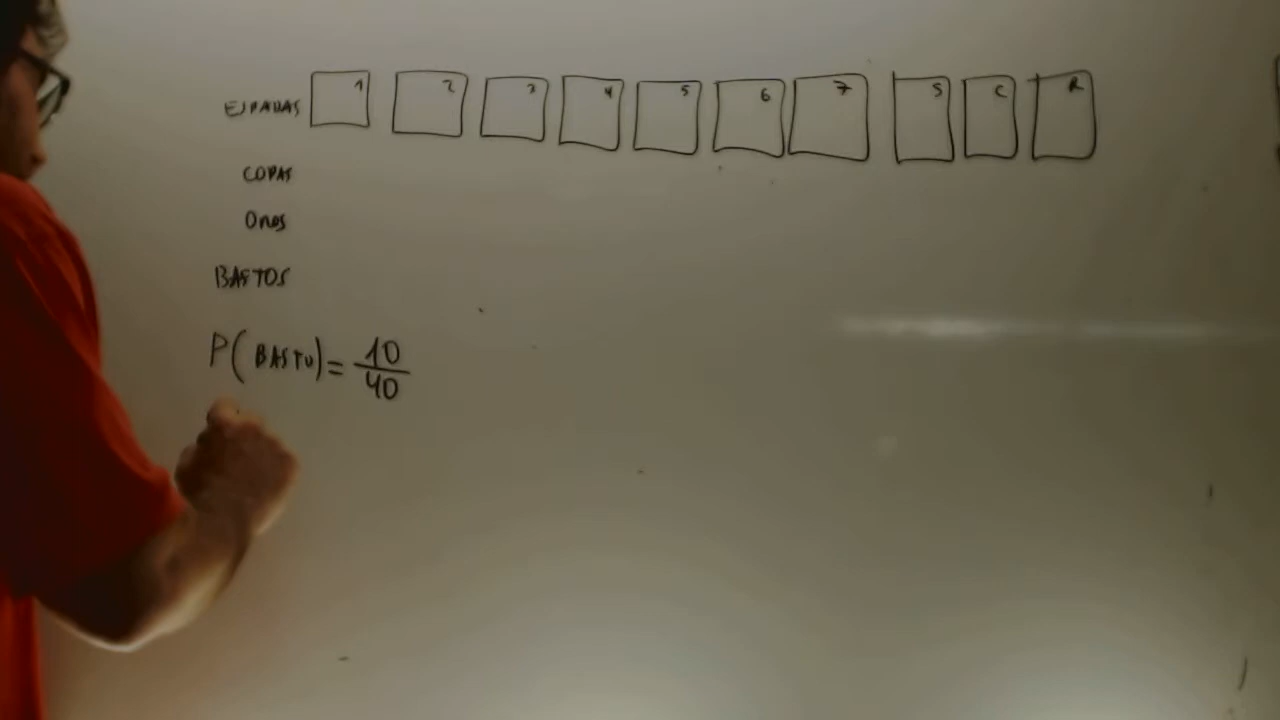 ESPADAS 1 2 3 4 5 6 7 S C R
COPAS
Oros
BASTOS
P(BASTO)=10/40